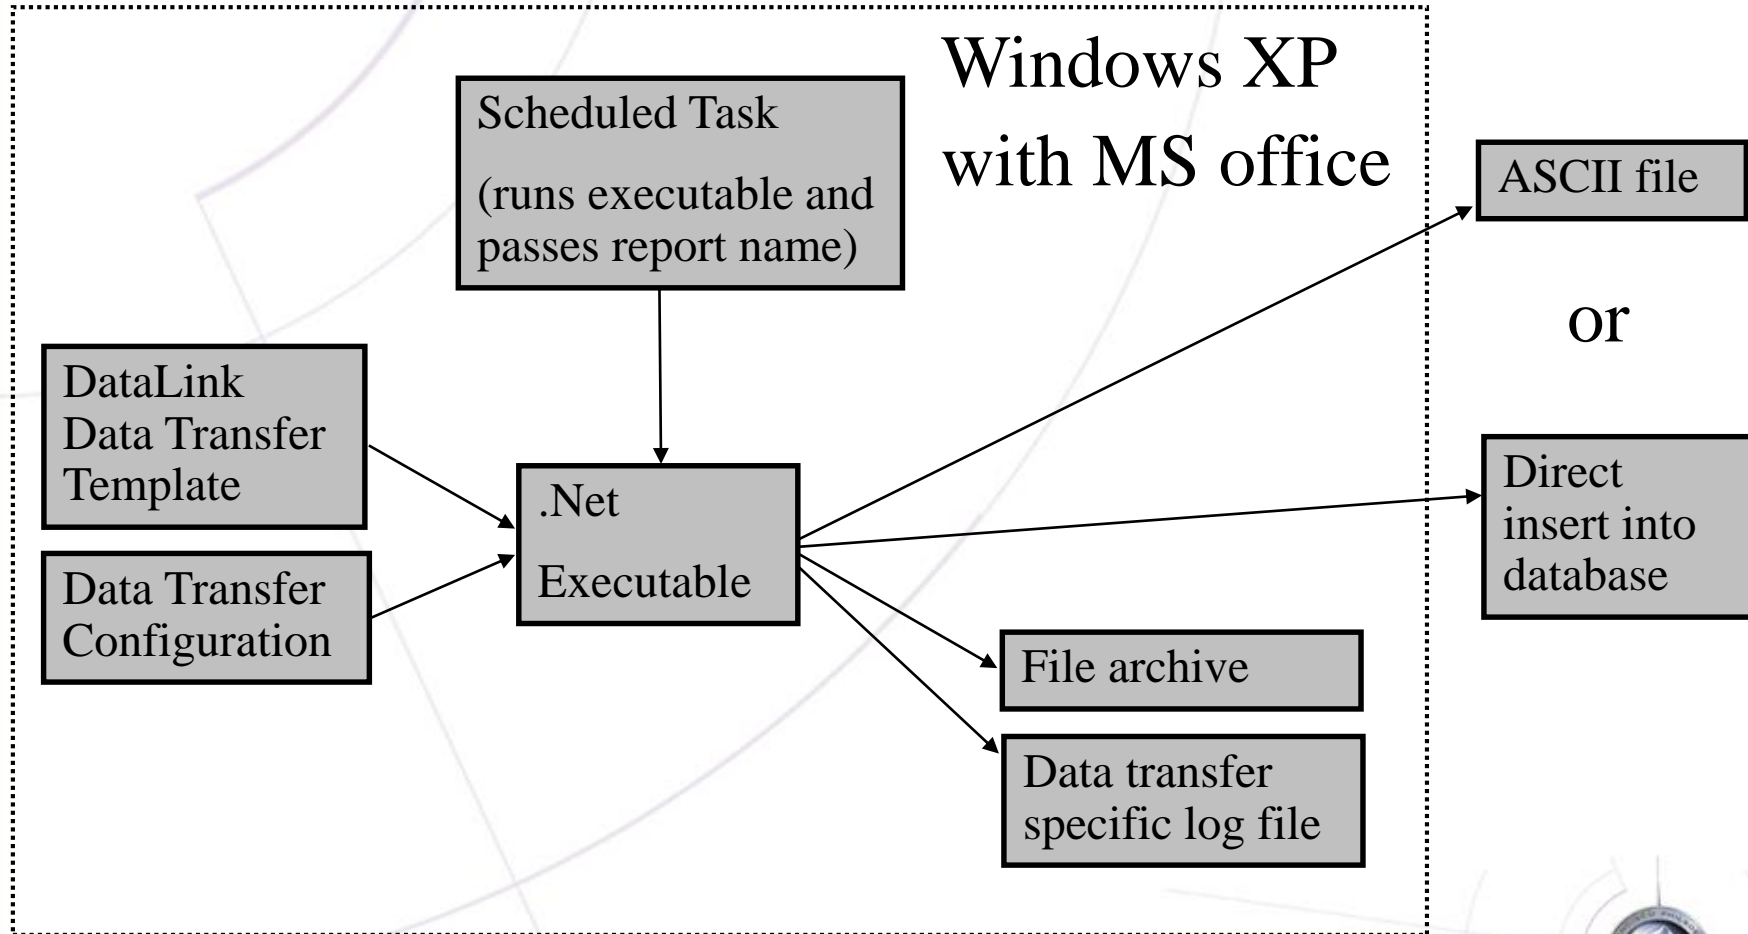 Windows XP
with MS office
Scheduled Task
(runs executable and
passes report name)
ASCII file
or
DataLink
Data Transfer
Template
Data Transfer
Configuration
.Net
Executable
Direct
insert into
database
File archive
Data transfer
specific log file